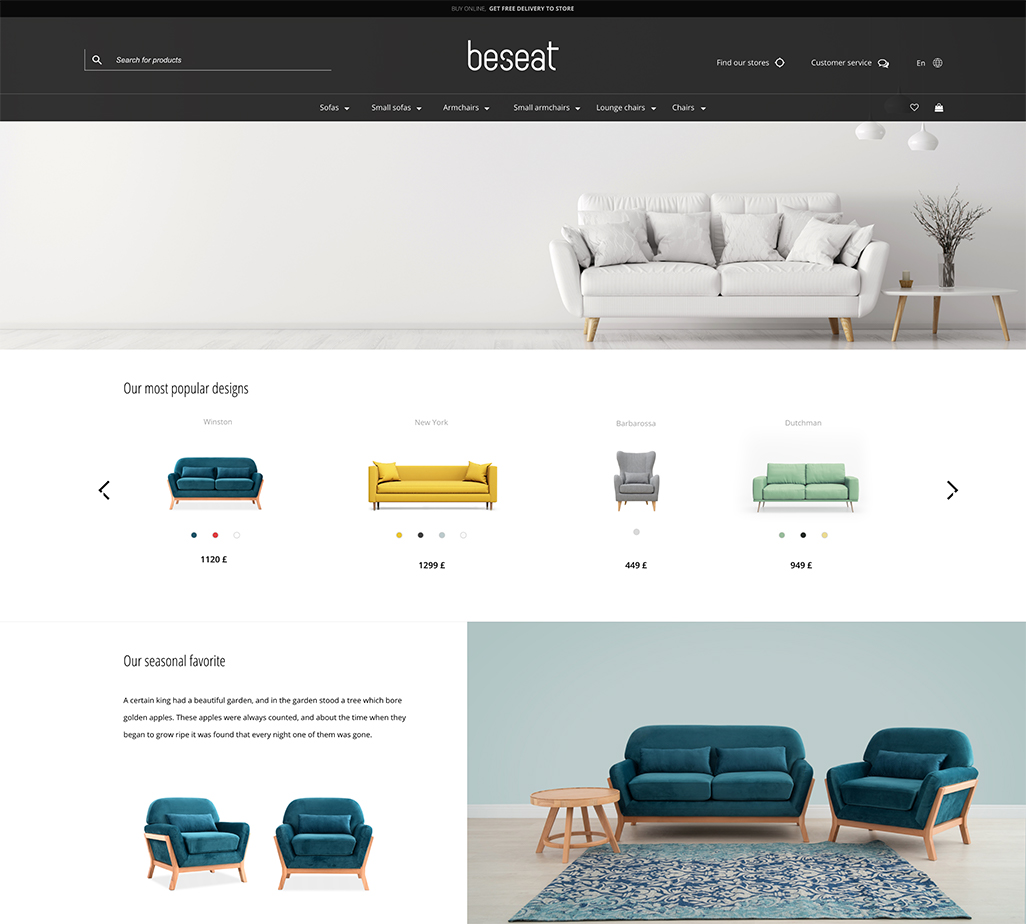 BUY ONLINE, GET FREE DELIVERY TO STORE
Search for products
beseat
Find our stores
Customer service
En
Sofas
Small sofas
Armchairs
Small armchairs
Lounge chairs
Chairs
Our most popular designs
Winston
New York
Barbarossa
Dutchman
1120 £
1299 £
449 £
949 £
Our seasonal favorite
A certain king had a beautiful garden, and in the garden stood a tree which bore
golden apples. These apples were always counted, and about the time when they
began to grow ripe it was found that every night one of them was gone.